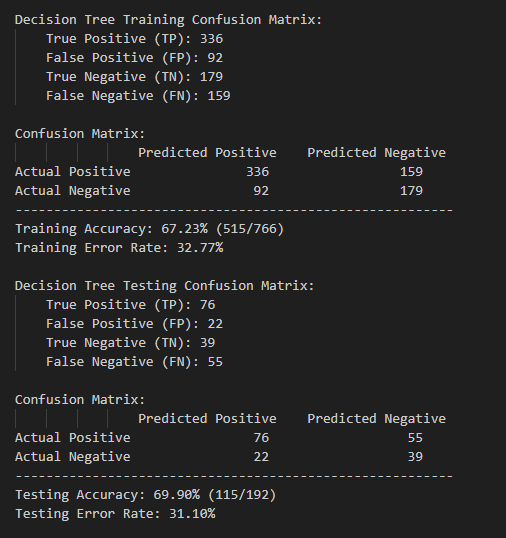 Decision Tree Training Confusion Matrix:
True Positive (TP): 336
False Positive (FP): 92
True Negative (TN): 179
False Negative (FN): 159
Confusion Matrix:
Predicted Positive Predicted Negative
Actual Positive 336 159
Actual Negative 92 179
---------------------------------------------------------
Training Accuracy: 67.23% (515/766)
Training Error Rate: 32.77%
Decision Tree Testing Confusion Matrix:
True Positive (TP): 76
False Positive (FP): 22
True Negative (TN): 39
False Negative (FN): 55
Confusion Matrix:
Predicted Positive Predicted Negative
Actual Positive 76 55
Actual Negative 22 39
---------------------------------------------------------
Testing Accuracy: 69.90% (115/192)
Testing Error Rate: 31.10%